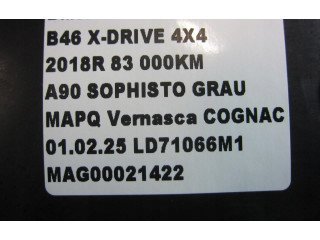 B46 X-DRIVE 4X4
2018R 83 000KM
A90 SOPHISTO GRAU
MAPQ Vernasca COGNAC
01.02.25 LD71066M1
MAG00021422